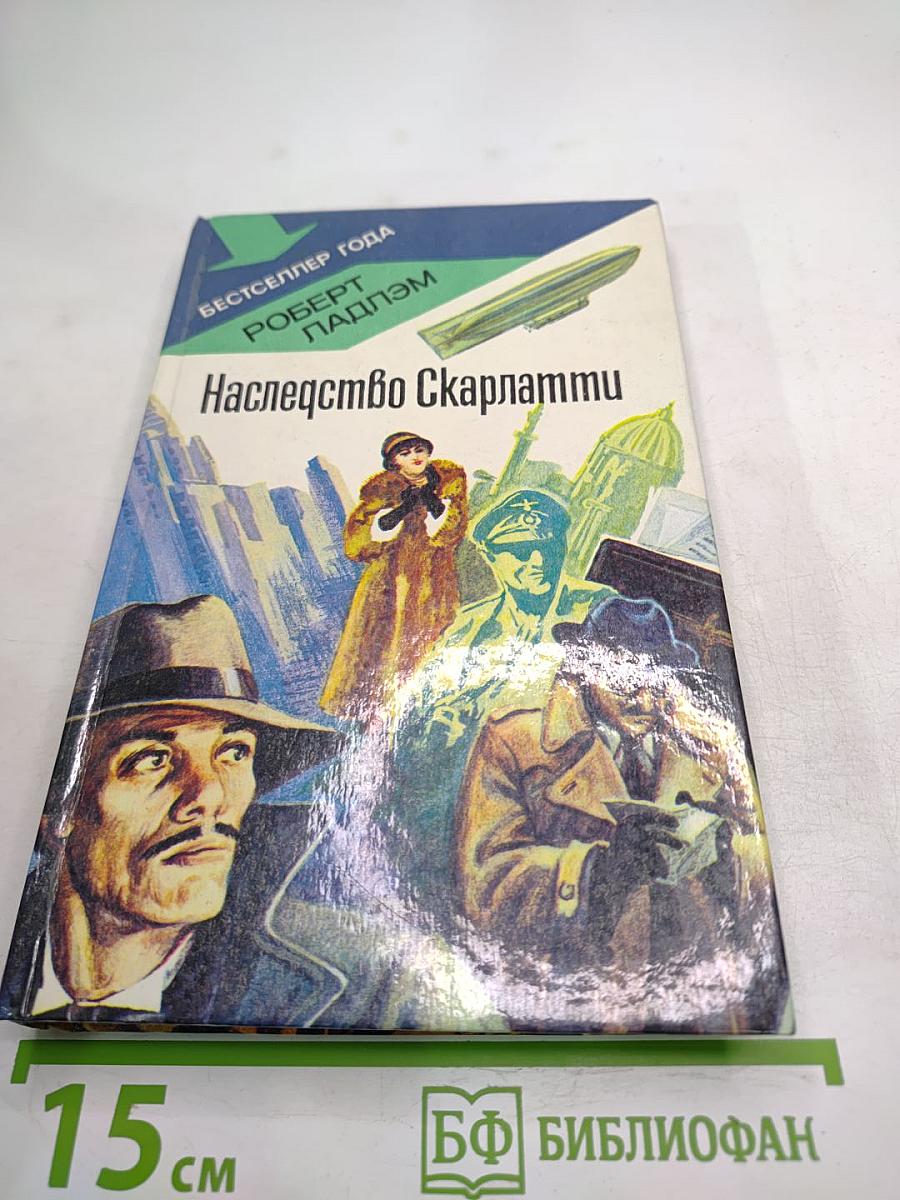 БЕСТСЕЛЛЕР ГОДА
РОБЕРТ
ЛАДЛЭМ
Наследство Скарлатти
15 см
БФ БИБЛИОФАН